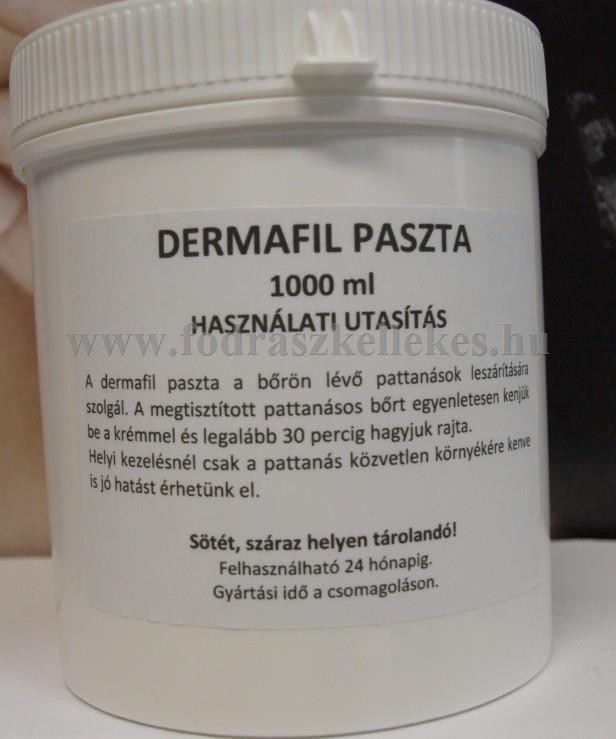 DERMAFIL PASZTA
1000 ml
HASZNÁLATI UTASÍTÁS
www.fodraszkellekes.hu
A dermafil paszta a bőrön lévő pattanások leszárítására
szolgál. A megtisztított pattanásos bőrt egyenletesen kenjük
be a krémmel és legalább 30 percig hagyjuk rajta.
Helyi kezelésnél csak a pattanás közvetlen környékére kenve
is jó hatást érhetünk el.
Sötét, száraz helyen tárolandó!
Felhasználható 24 hónapig.
Gyártási idő a csomagoláson.